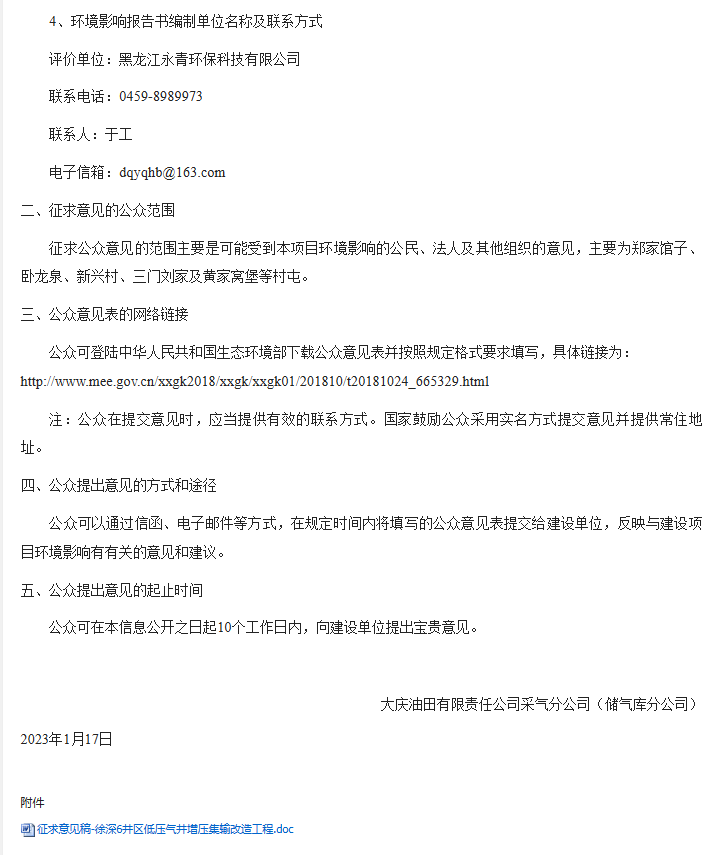 4、环境影响报告书编制单位名称及联系方式
评价单位：黑龙江永青环保科技有限公司
联系电话：0459-8989973
联系人：于工
电子信箱：dqyqhb@163.com
二、征求意见的公众范围
征求公众意见的范围主要是可能受到本项目环境影响的公民、法人及其他组织的意见，主要为郑家馆子、
卧龙泉、新兴村、三门刘家及黄家窝堡等村屯。
三、公众意见表的网络链接
公众可登陆中华人民共和国生态环境部下载公众意见表并按照规定格式要求填写，具体链接为：
http://www.mee.gov.cn/xxgk2018/xxgk/xxgk01/201810/t20181024_665329.html
注：公众在提交意见时，应当提供有效的联系方式。国家鼓励公众采用实名方式提交意见并提供常住地
址。
四、公众提出意见的方式和途径
公众可以通过信函、电子邮件等方式，在规定时间内将填写的公众意见表提交给建设单位，反映与建设项
目环境影响有有关的意见和建议。
五、公众提出意见的起止时间
公众可在本信息公开之日起10个工作日内，向建设单位提出宝贵意见。
大庆油田有限责任公司采气分公司（储气库分公司）
2023年1月17日
附件
征求意见稿-徐深6井区低压气井增压集输改造工程.doc